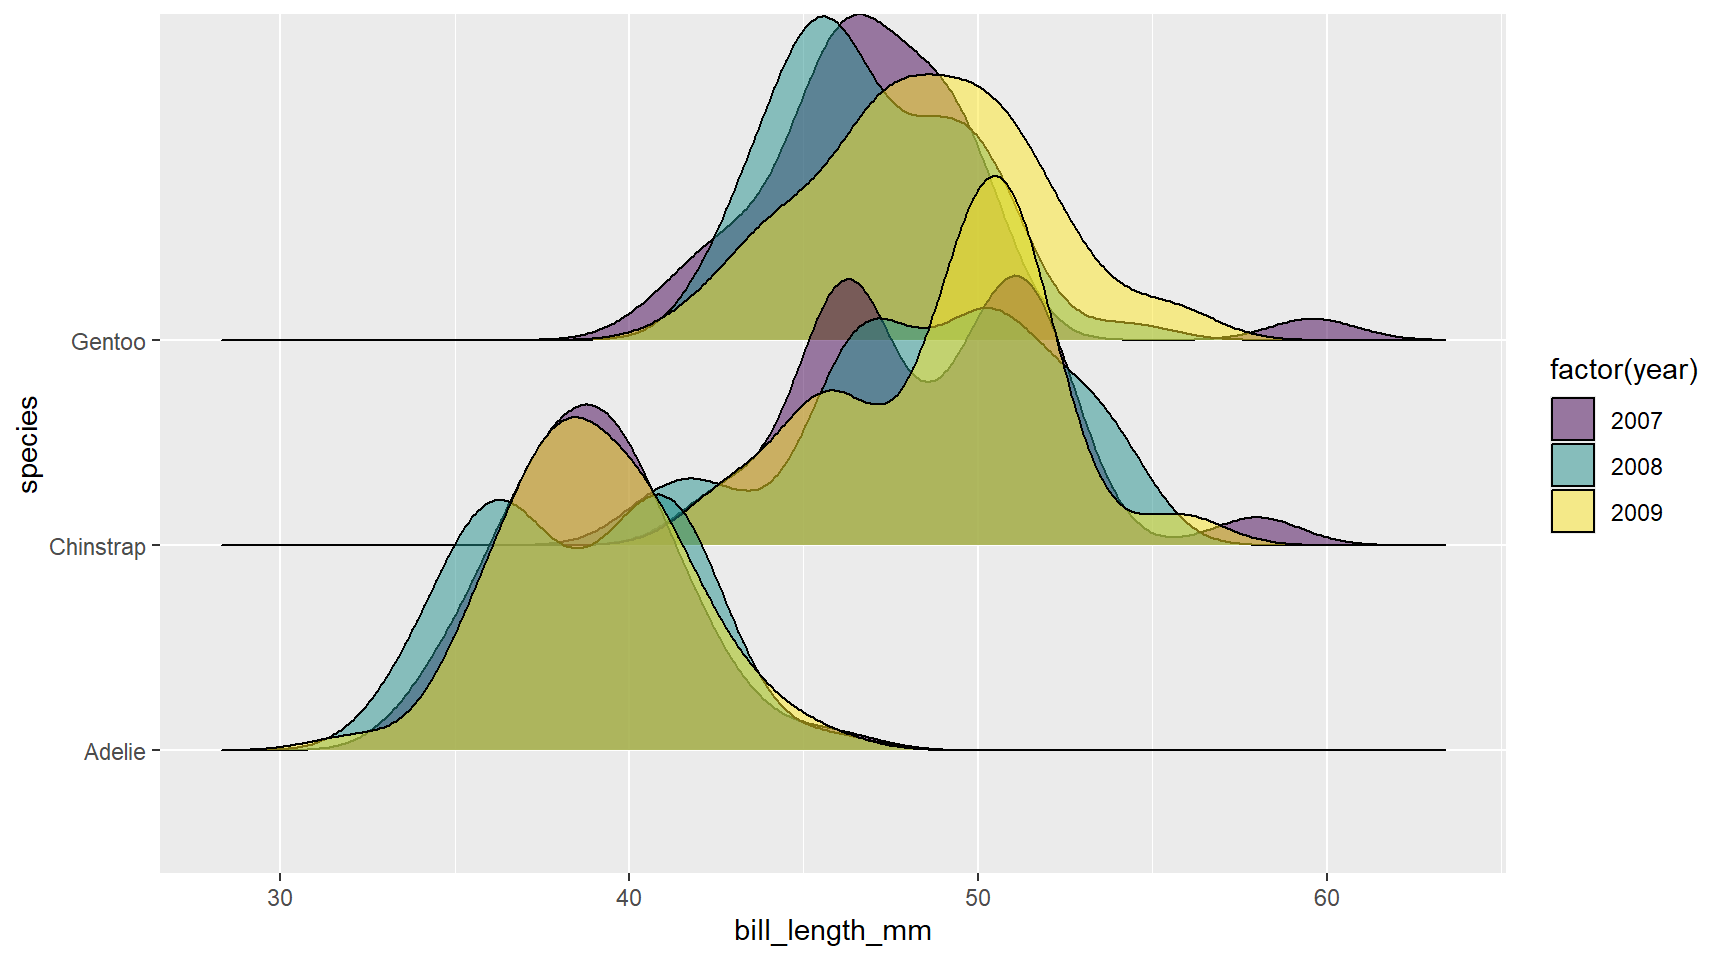 species
Gentoo
Chinstrap
Adelie
30 40 50 60
bill_length_mm
factor(year)
2007
2008
2009